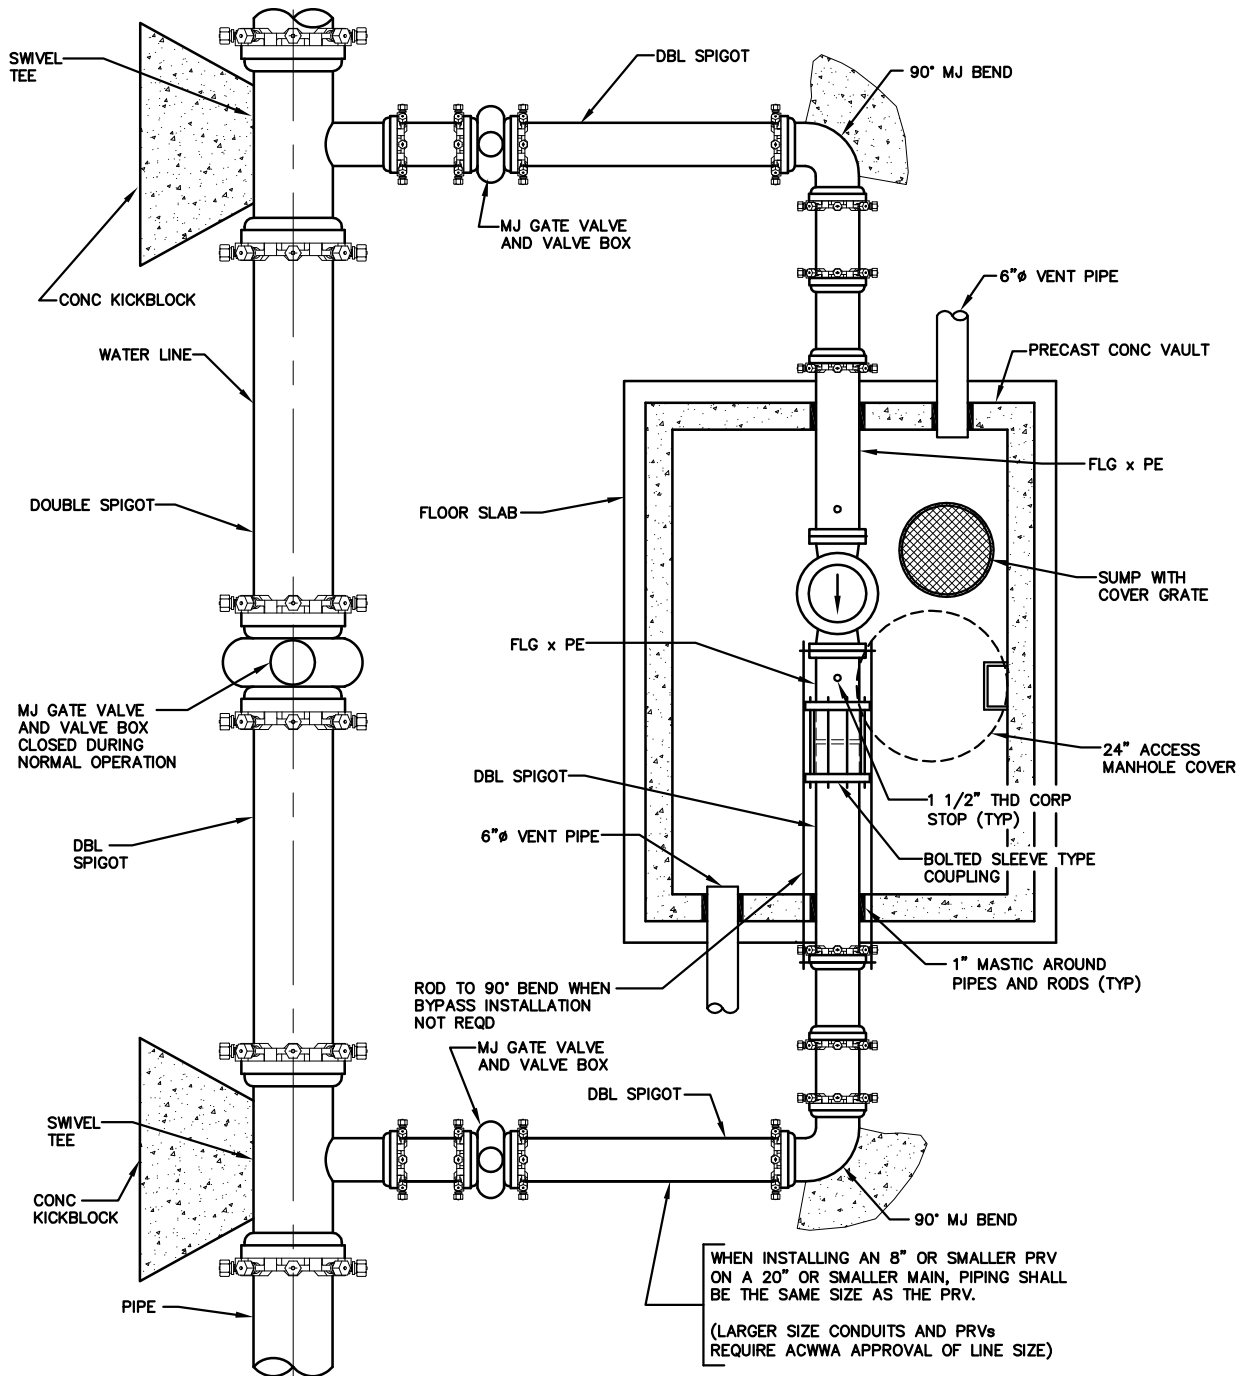 SWIVEL
TEE
DBL SPIGOT
90° MJ BEND
MJ GATE VALVE
AND VALVE BOX
CONC KICKBLOCK
6"ø VENT PIPE
WATER LINE
PRECAST CONC VAULT
FLG x PE
DOUBLE SPIGOT
FLOOR SLAB
SUMP WITH
COVER GRATE
FLG x PE
MJ GATE VALVE
AND VALVE BOX
CLOSED DURING
NORMAL OPERATION
24" ACCESS
MANHOLE COVER
DBL SPIGOT
1 1/2" THD CORP
STOP (TYP)
6"ø VENT PIPE
DBL
SPIGOT
BOLTED SLEEVE TYPE
COUPLING
1" MASTIC AROUND
PIPES AND RODS (TYP)
ROD TO 90° BEND WHEN
BYPASS INSTALLATION
NOT REQD
MJ GATE VALVE
AND VALVE BOX
DBL SPIGOT
SWIVEL
TEE
CONC
KICKBLOCK
90° MJ BEND
WHEN INSTALLING AN 8" OR SMALLER PRV
ON A 20" OR SMALLER MAIN, PIPING SHALL
BE THE SAME SIZE AS THE PRV.
(LARGER SIZE CONDUITS AND PRVs
REQUIRE ACWWA APPROVAL OF LINE SIZE)
PIPE